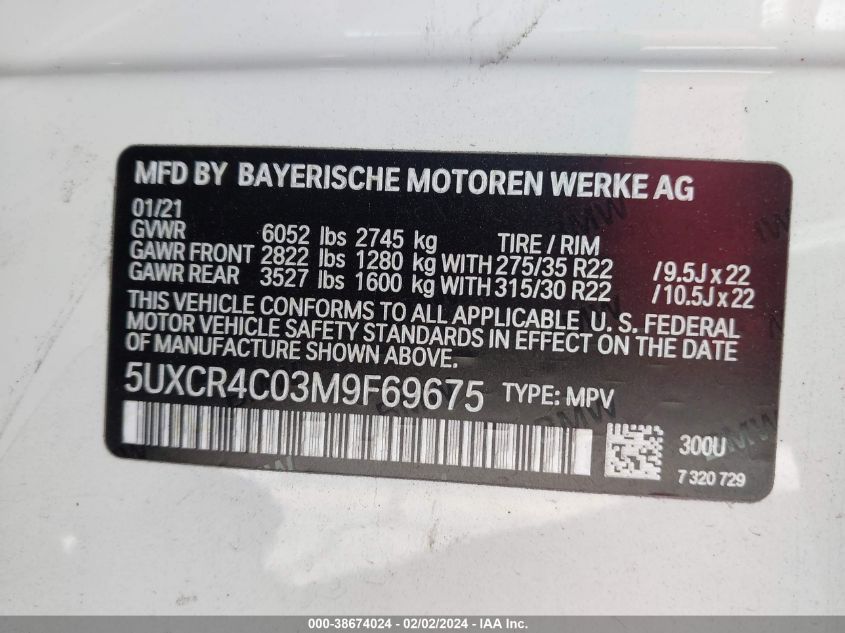 MFD BY BAYERISCHE MOTOREN WERKE AG
01/21
GVWR 6052 lbs 2745 kg TIRE / RIM
GAWR FRONT 2822 lbs 1280 kg WITH 275/35 R22 /9.5J x 22
GAWR REAR 3527 lbs 1600 kg WITH 315/30 R22 /10.5J x 22
THIS VEHICLE CONFORMS TO ALL APPLICABLE U. S. FEDERAL
MOTOR VEHICLE SAFETY STANDARDS IN EFFECT ON THE DATE
OF MANUFACTURE SHOWN ABOVE.
5UXCR4C03M9F69675 TYPE: MPV
300U
7 320 729
000-38674024 - 02/02/2024 - IAA Inc.